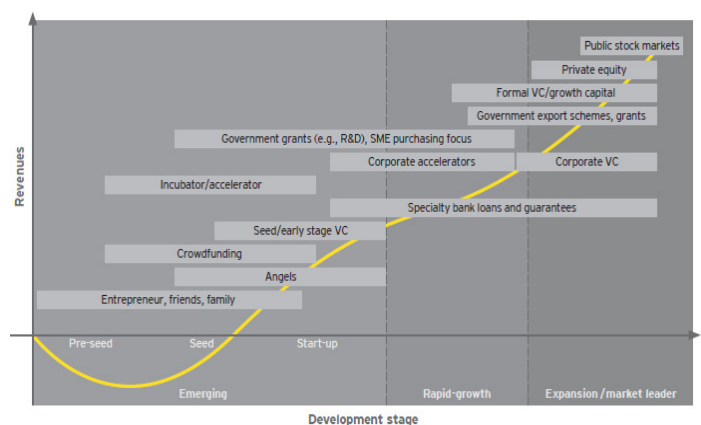 Public stock markets
Private equity
Formal VC/growth capital
Government export schemes, grants
Government grants (e.g., R&D), SME purchasing focus
Corporate accelerators
Corporate VC
Incubator/accelerator
Specialty bank loans and guarantees
Seed/early stage VC
Crowdfunding
Angels
Entrepreneur, friends, family
Revenues
Pre-seed
Seed
Start-up
Emerging
Rapid-growth
Expansion/market leader
Development stage